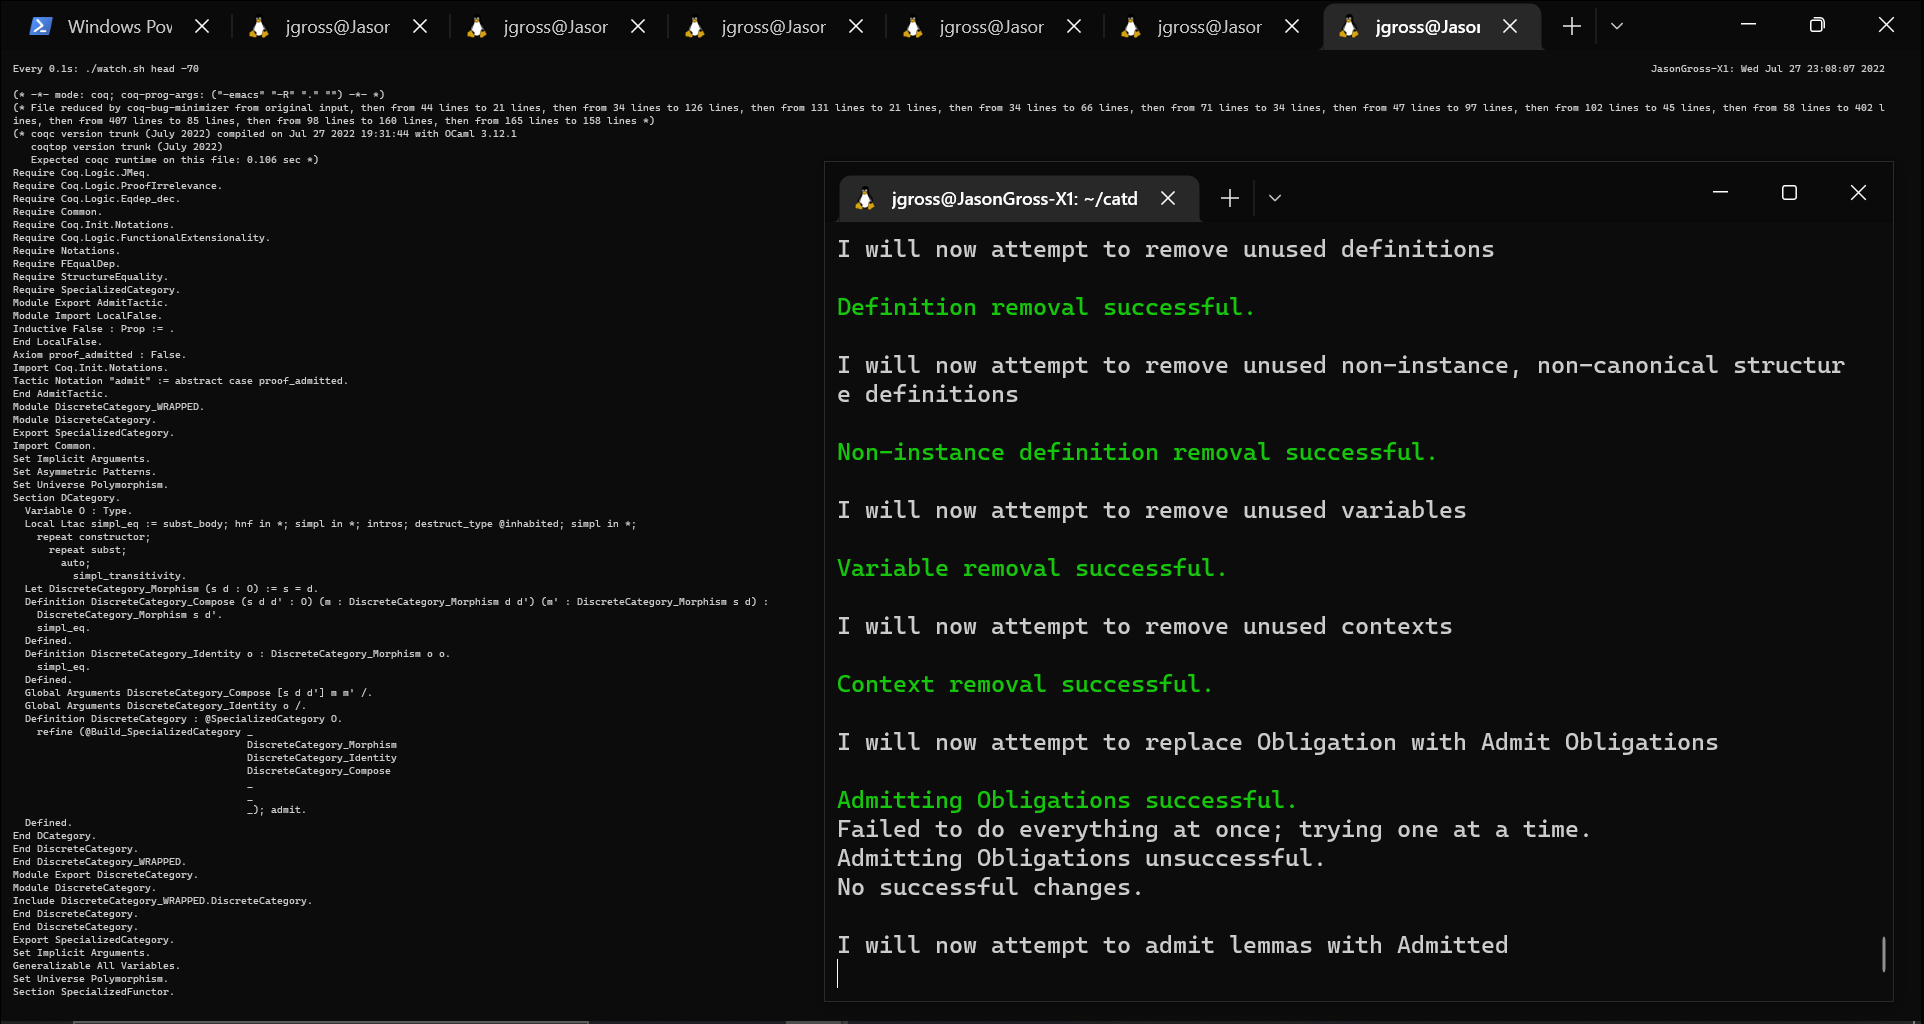 Windows Pov
jgross@Jasor
jgross@Jasor
jgross@Jasor
jgross@Jasor
jgross@Jasor
jgross@Jasor
Every 0.1s: ./watch.sh head -70
JasonGross-X1: Wed Jul 27 23:08:07 2022
(* -*- mode: coq; coq-prog-args: ("-emacs" "-R" "." "") -*- *)
(* File reduced by coq-bug-minimizer from original input, then from 44 lines to 21 lines, then from 34 lines to 126 lines, then from 131 lines to 21 lines, then from 34 lines to 66 lines, then from 71 lines to 34 lines, then from 47 lines to 97 lines, then from 102 lines to 45 lines, then from 58 lines to 402 l
ines, then from 407 lines to 85 lines, then from 98 lines to 160 lines, then from 165 lines to 158 lines *)
(* coqc version trunk (July 2022) compiled on Jul 27 2022 19:31:44 with OCaml 3.12.1
   coqtop version trunk (July 2022)
   Expected coqc runtime on this file: 0.106 sec *)
Require Coq.Logic.JMeq.
Require Coq.Logic.ProofIrrelevance.
Require Coq.Logic.Eqdep_dec.
Require Common.
Require Coq.Init.Notations.
Require Coq.Logic.FunctionalExtensionality.
Require Notations.
Require FEqualDep.
Require StructureEquality.
Require SpecializedCategory.
Module Export AdmitTactic.
Module Import LocalFalse.
Inductive False : Prop := .
End LocalFalse.
Axiom proof_admitted : False.
Import Coq.Init.Notations.
Tactic Notation "admit" := abstract case proof_admitted.
End AdmitTactic.
Module DiscreteCategory_WRAPPED.
Module DiscreteCategory.
Export SpecializedCategory.
Import Common.
Set Implicit Arguments.
Set Asymmetric Patterns.
Set Universe Polymorphism.
Section DCategory.
  Variable O : Type.
  Local Ltac simpl_eq := subst_body; hnf in *; simpl in *; intros; destruct_type @inhabited; simpl in *;
    repeat constructor;
      repeat subst;
        auto;
          simpl_transitivity.
  Let DiscreteCategory_Morphism (s d : O) := s = d.
  Definition DiscreteCategory_Compose (s d d' : O) (m : DiscreteCategory_Morphism d d') (m' : DiscreteCategory_Morphism s d) :
    DiscreteCategory_Morphism s d'.
    simpl_eq.
  Defined.
  Definition DiscreteCategory_Identity o : DiscreteCategory_Morphism o o.
    simpl_eq.
  Defined.
  Global Arguments DiscreteCategory_Compose [s d d'] m m' /.
  Global Arguments DiscreteCategory_Identity o /.
  Definition DiscreteCategory : @SpecializedCategory O.
    refine (@Build_SpecializedCategory _
                                       DiscreteCategory_Morphism
                                       DiscreteCategory_Identity
                                       DiscreteCategory_Compose
                                       _
                                       _
                                       _); admit.
  Defined.
End DCategory.
End DiscreteCategory.
End DiscreteCategory_WRAPPED.
Module Export DiscreteCategory.
Module DiscreteCategory.
Include DiscreteCategory_WRAPPED.DiscreteCategory.
End DiscreteCategory.
End DiscreteCategory.
Export SpecializedCategory.
Set Implicit Arguments.
Generalizable All Variables.
Set Universe Polymorphism.
Section SpecializedFunctor.
jgross@JasonGross-X1: ~/catd
I will now attempt to remove unused definitions
Definition removal successful.
I will now attempt to remove unused non-instance, non-canonical structur
e definitions
Non-instance definition removal successful.
I will now attempt to remove unused variables
Variable removal successful.
I will now attempt to remove unused contexts
Context removal successful.
I will now attempt to replace Obligation with Admit Obligations
Admitting Obligations successful.
Failed to do everything at once; trying one at a time.
Admitting Obligations unsuccessful.
No successful changes.
I will now attempt to admit lemmas with Admitted